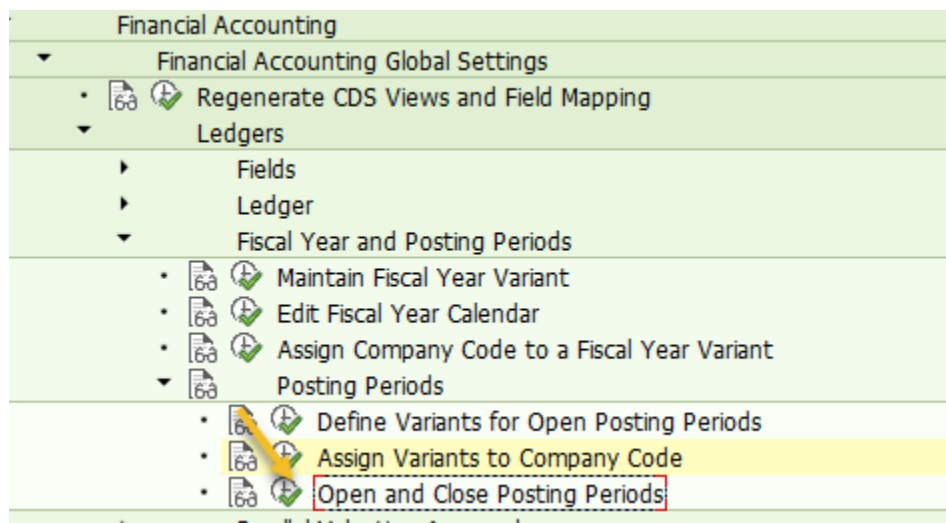 Financial Accounting
Financial Accounting Global Settings
Regenerate CDS Views and Field Mapping
Ledgers
Fields
Ledger
Fiscal Year and Posting Periods
Maintain Fiscal Year Variant
Edit Fiscal Year Calendar
Assign Company Code to a Fiscal Year Variant
Posting Periods
Define Variants for Open Posting Periods
Assign Variants to Company Code
Open and Close Posting Periods